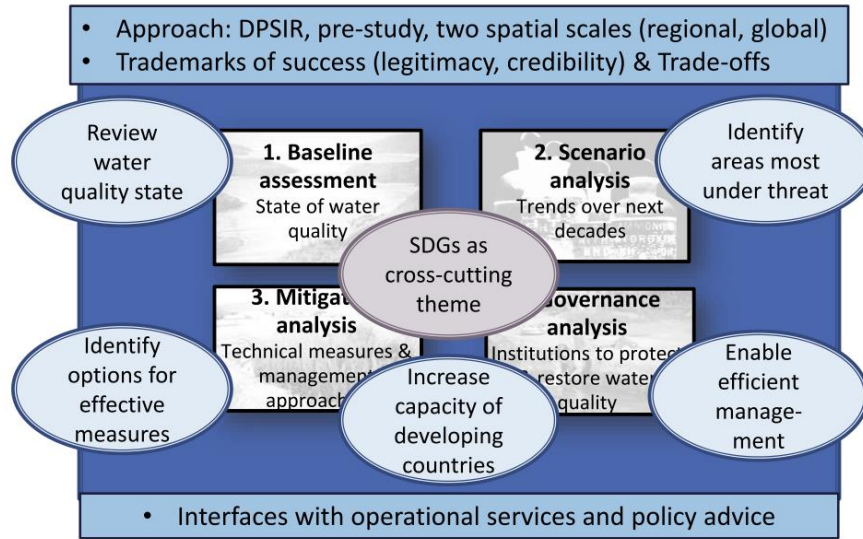 • Approach: DPSIR, pre-study, two spatial scales (regional, global)
• Trademarks of success (legitimacy, credibility) & Trade-offs
Review
water
quality state
1. Baseline
assessment
State of water
quality
2. Scenario
analysis
Trends over next
decades
Identify
areas most
under threat
SDGs as
cross-cutting
theme
3. Mitigat
analysis
Technical measures &
management
approach
overnance
analysis
Institutions to protect
restore water
quality
Identify
options for
effective
measures
Increase
capacity of
developing
countries
Enable
efficient
manage-
ment
• Interfaces with operational services and policy advice